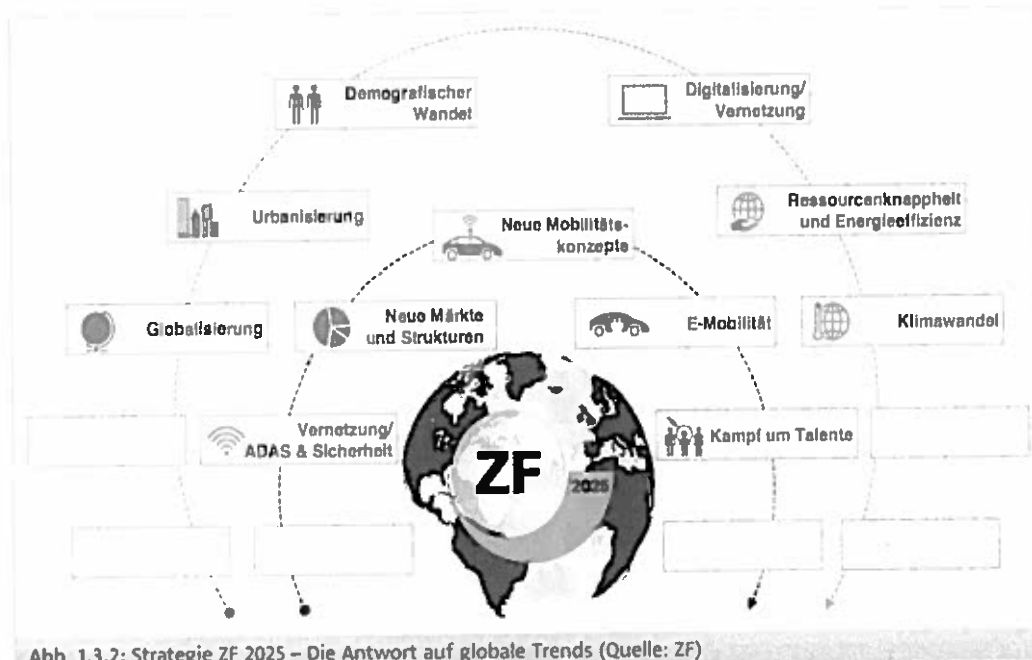 Demografischer
Wandel
Digitalisierung/
Vernetzung
Urbanisierung
Neue Mobilitäts-
konzepte
Ressourcenknappheit
und Energieeffizienz
Globalisierung
Neue Märkte
und Strukturen
E-Mobilität
Klimawandel
Vernetzung/
ADAS & Sicherheit
ZF
2025
Kampf um Talente
Abb. 1.3.2: Strategie ZF 2025 – Die Antwort auf globale Trends (Quelle: ZF)